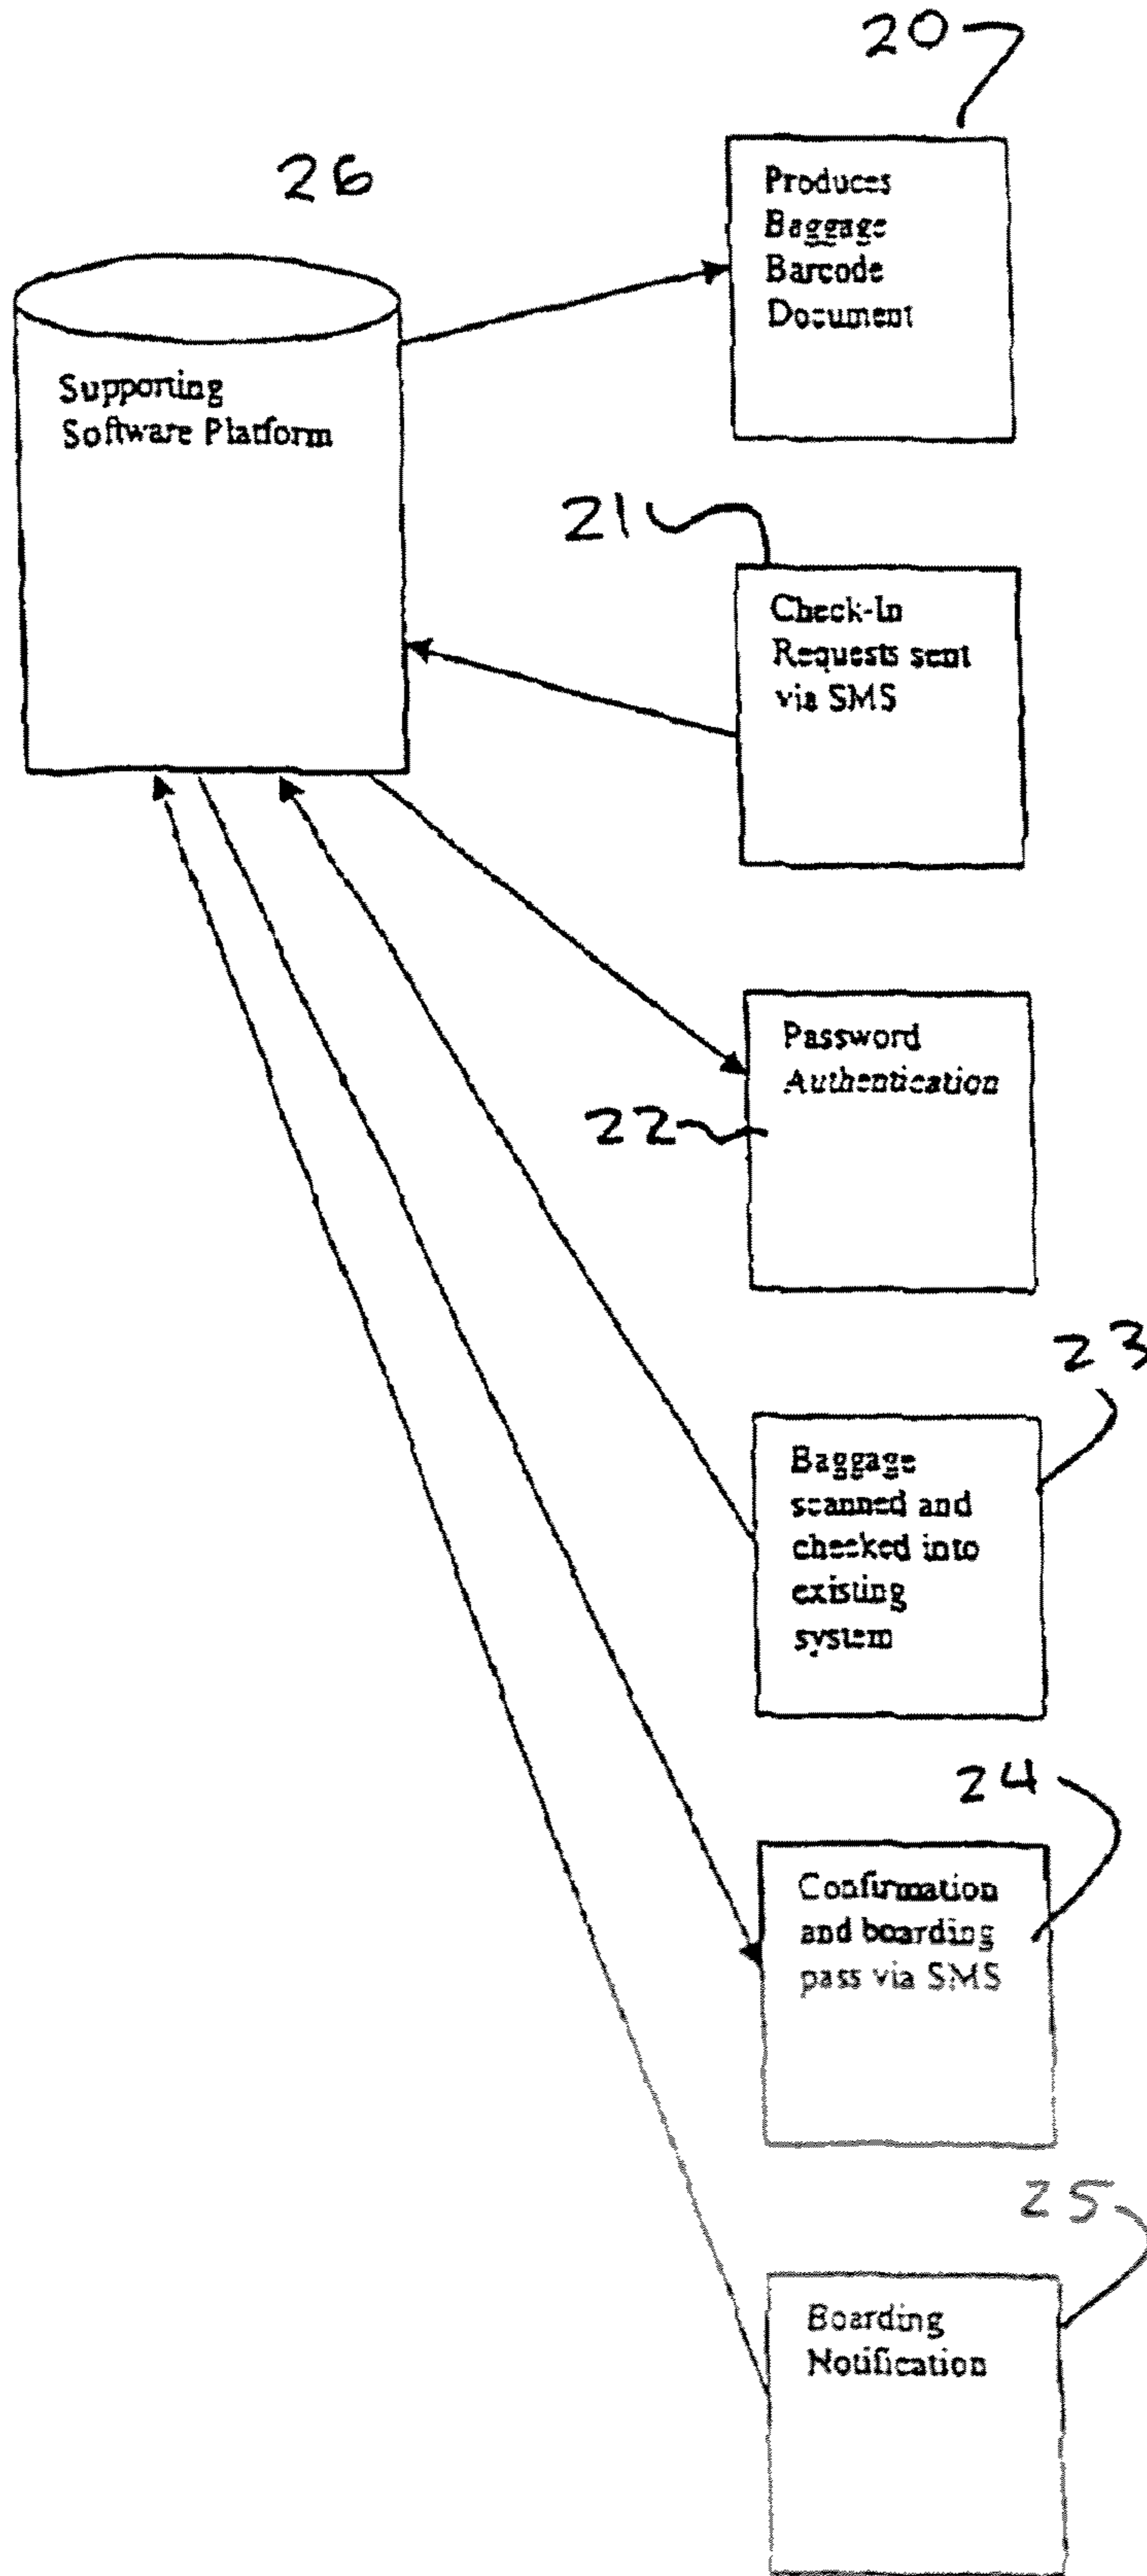 20
26
Produces
Baggage
Barcode
Document
Supporting
Software Platform
21
Check-In
Requests sent
via SMS
Password
Authentication
22
23
Baggage
scanned and
checked into
existing
system
24
Confirmation
and boarding
pass via SMS
25
Boarding
Notification